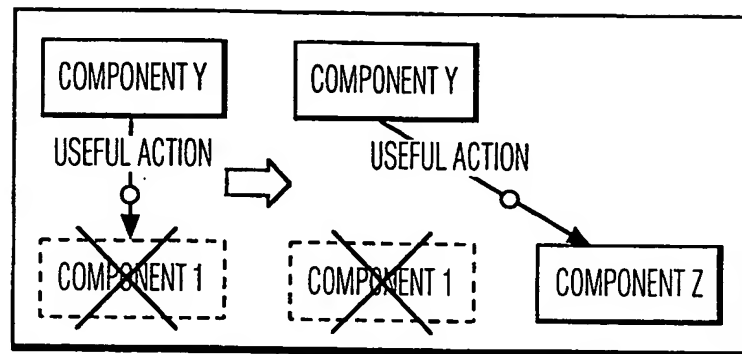 COMPONENT Y
COMPONENT Y
USEFUL ACTION
USEFUL ACTION
COMPONENT 1
COMPONENT 1
COMPONENT Z